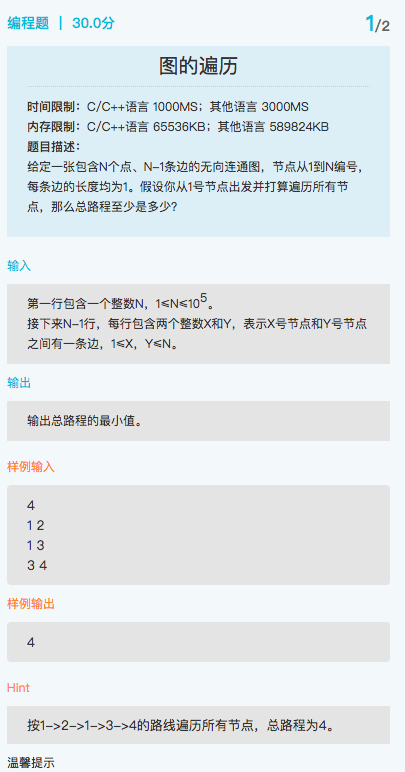 编程题 | 30.0分
1/2
图的遍历
时间限制：C/C++语言 1000MS；其他语言 3000MS
内存限制：C/C++语言 65536KB；其他语言 589824KB
题目描述：
给定一张包含N个点、N-1条边的无向连通图，节点从1到N编号，
每条边的长度均为1。假设你从1号节点出发并打算遍历所有节
点，那么总路程至少是多少？
输入
第一行包含一个整数N，1≤N≤10⁵。
接下来N-1行，每行包含两个整数X和Y，表示X号节点和Y号节点
之间有一条边，1≤X，Y≤N。
输出
输出总路程的最小值。
样例输入
4
1 2
1 3
3 4
样例输出
4
Hint
按1->2->1->3->4的路线遍历所有节点，总路程为4。
温馨提示